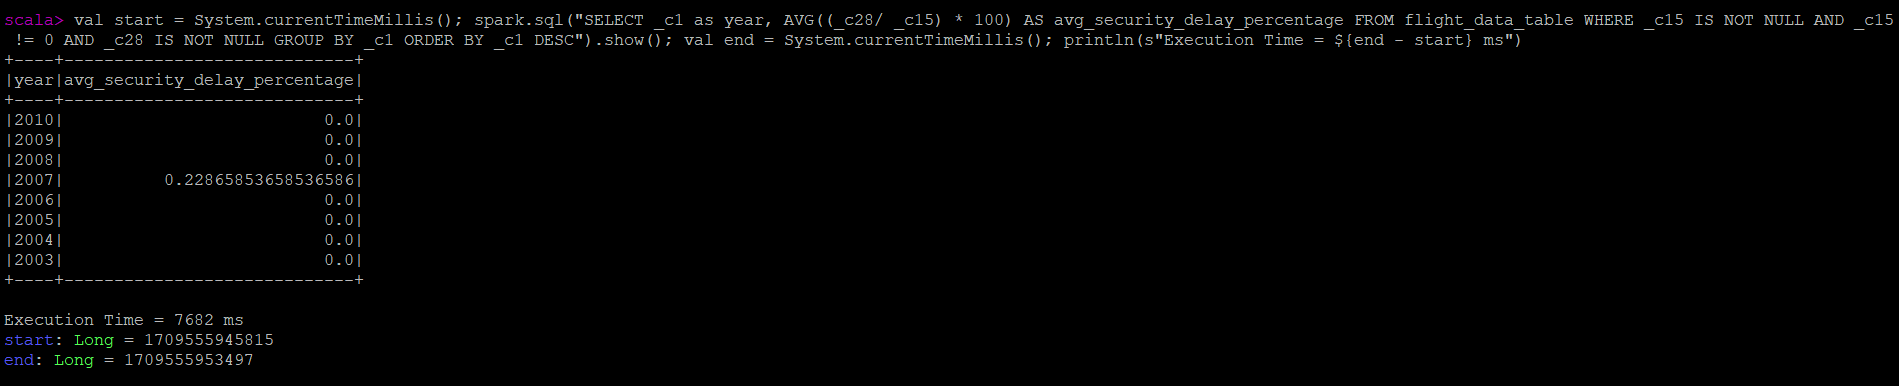 scala> val start = System.currentTimeMillis(); spark.sql("SELECT _c1 as year, AVG((_c28/ _c15) * 100) AS avg_security_delay_percentage FROM flight_data_table WHERE _c15 IS NOT NULL AND _c15
 != 0 AND _c28 IS NOT NULL GROUP BY _c1 ORDER BY _c1 DESC").show(); val end = System.currentTimeMillis(); println(s"Execution Time = ${end - start} ms")
+----+-----------------------------+
|year|avg_security_delay_percentage|
+----+-----------------------------+
|2010|                          0.0|
|2009|                          0.0|
|2008|                          0.0|
|2007|          0.22865853658536586|
|2006|                          0.0|
|2005|                          0.0|
|2004|                          0.0|
|2003|                          0.0|
+----+-----------------------------+
Execution Time = 7682 ms
start: Long = 1709555945815
end: Long = 1709555953497